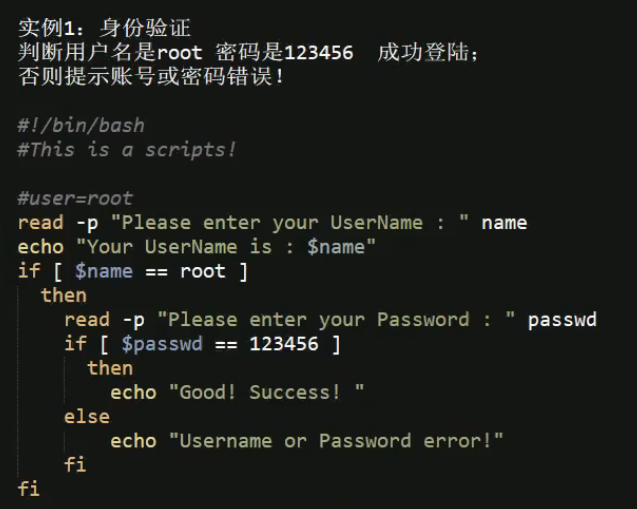 实例1：身份验证
判断用户名是root 密码是123456  成功登陆；
否则提示账号或密码错误！
#!/bin/bash
#This is a scripts!
#user=root
read -p "Please enter your UserName : " name
echo "Your UserName is : $name"
if [ $name == root ]
  then
    read -p "Please enter your Password : " passwd
    if [ $passwd == 123456 ]
      then
        echo "Good! Success! "
    else
        echo "Username or Password error!"
    fi
fi